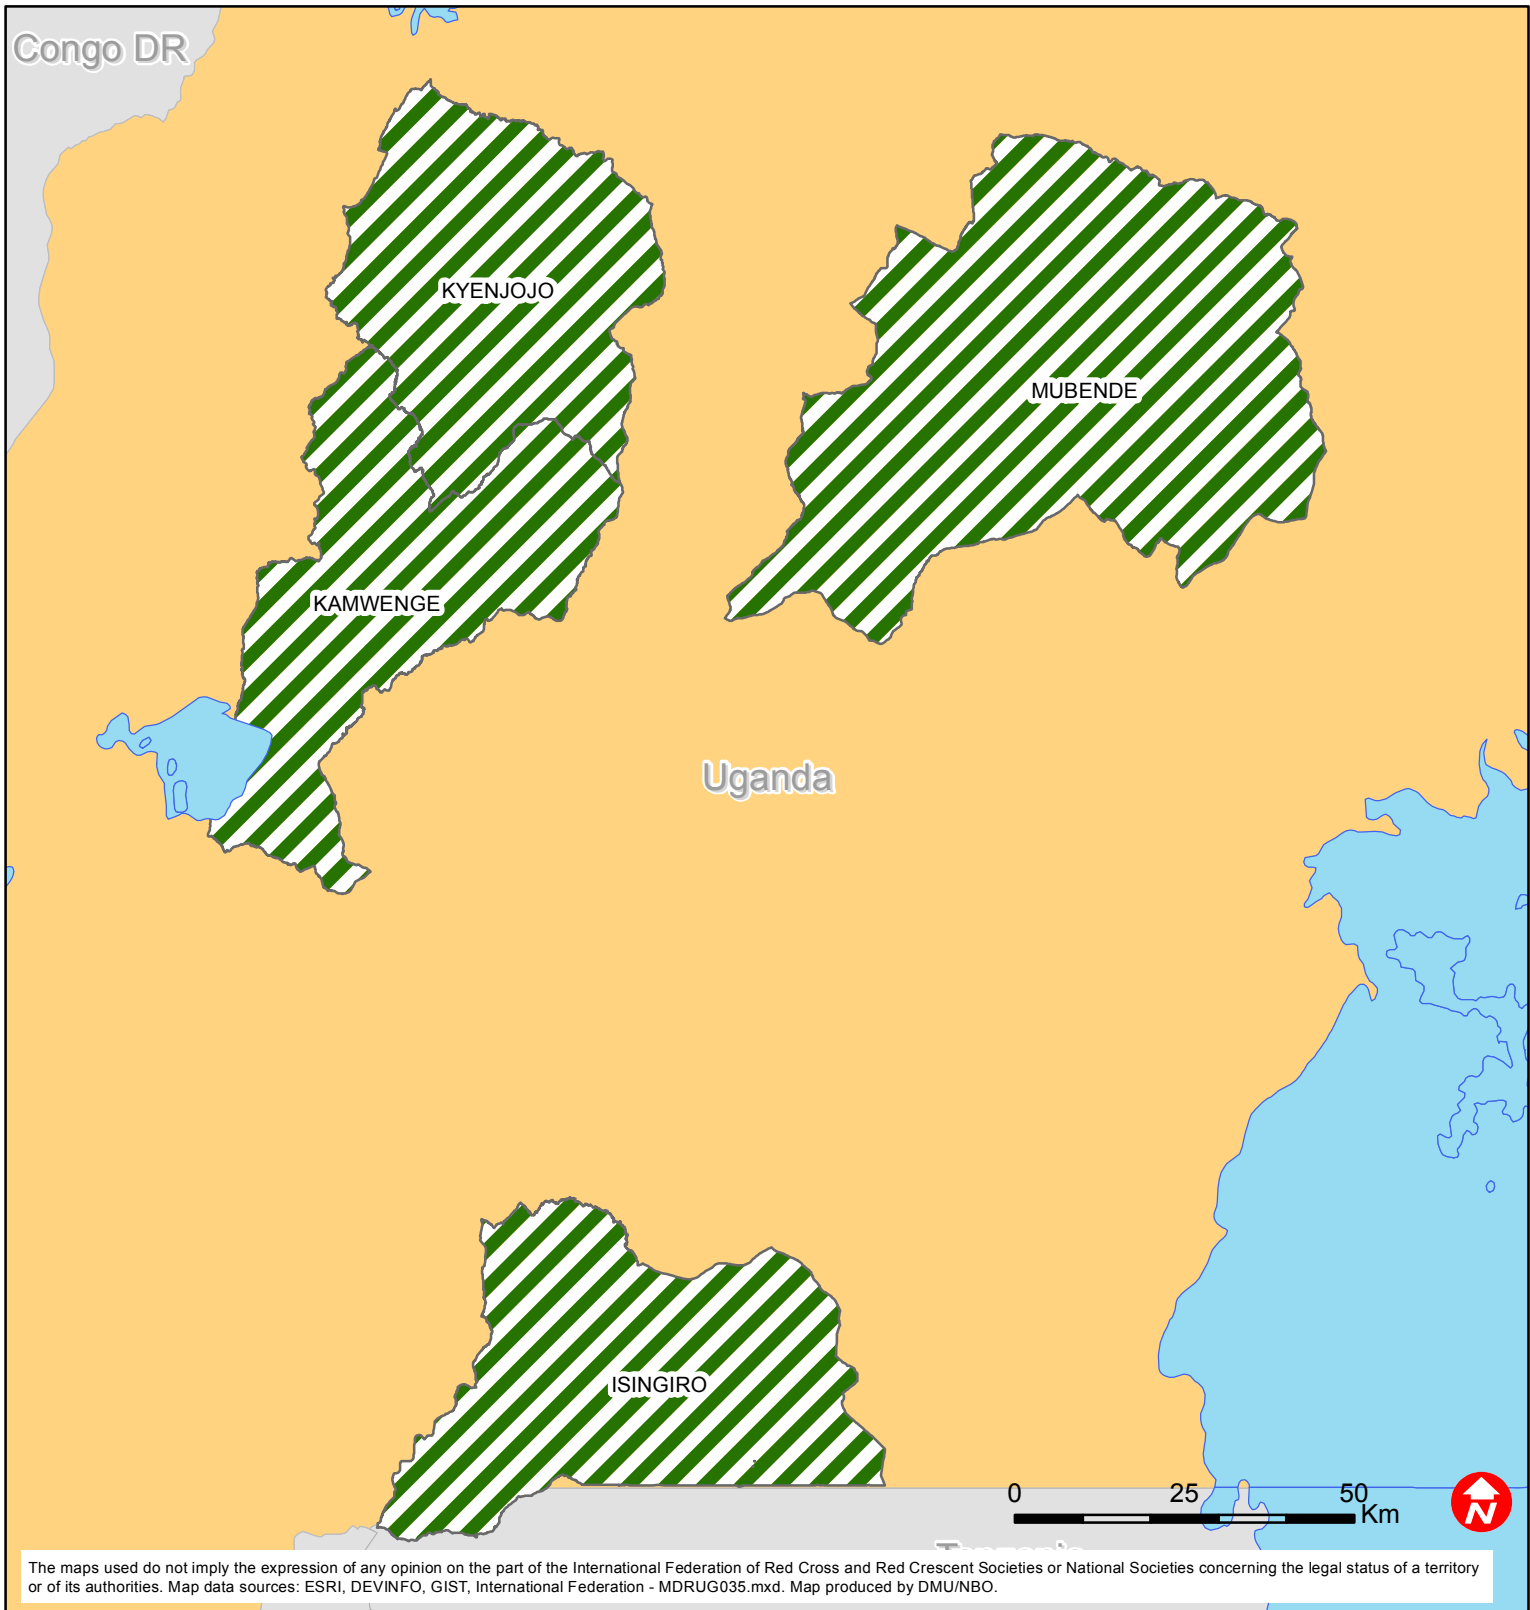 Congo DR
KYENJOJO
MUBENDE
KAMWENGE
Uganda
ISINGIRO
0 25 50
Km
N
Tanzania
The maps used do not imply the expression of any opinion on the part of the International Federation of Red Cross and Red Crescent Societies or National Societies concerning the legal status of a territory
or of its authorities. Map data sources: ESRI, DEVINFO, GIST, International Federation - MDRUG035.mxd. Map produced by DMU/NBO.